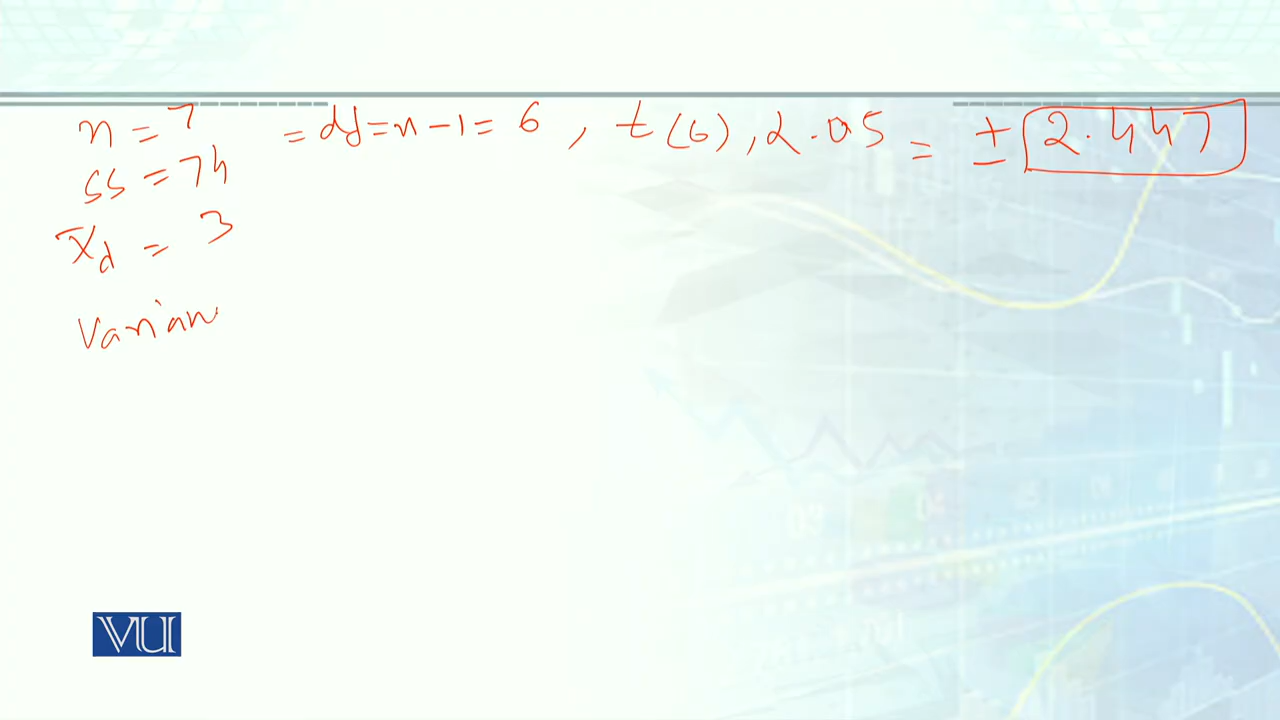 n = 7 = df = n - 1 = 6 , t (6) , α · 05 = ± 2.447
SS = 74
X̄d = 3
Varian
VU